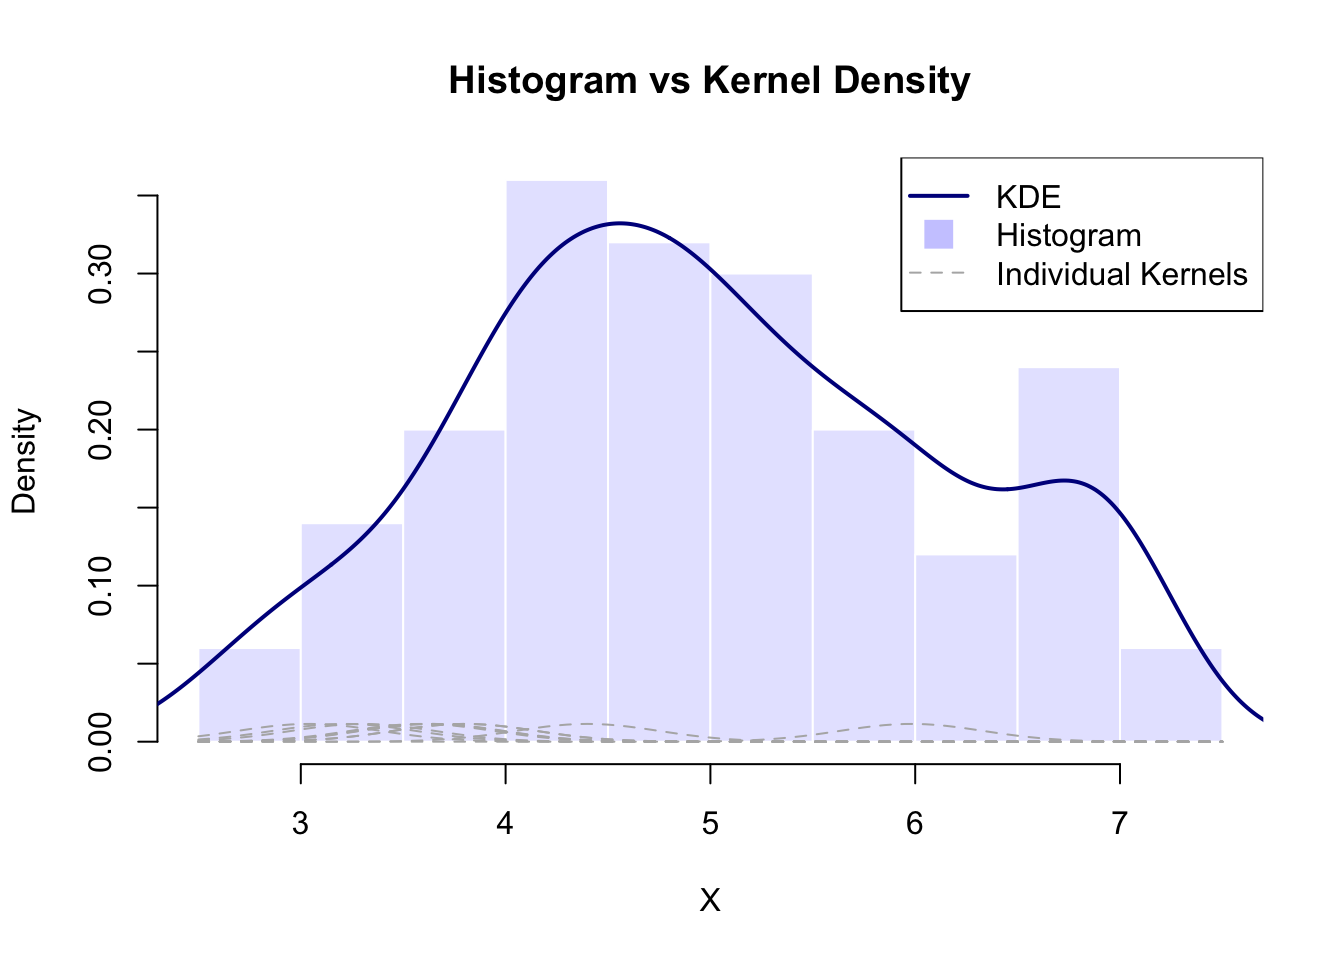 Histogram vs Kernel Density
KDE
Histogram
Individual Kernels
Density
0.30
0.20
0.10
0.00
3 4 5 6 7
X